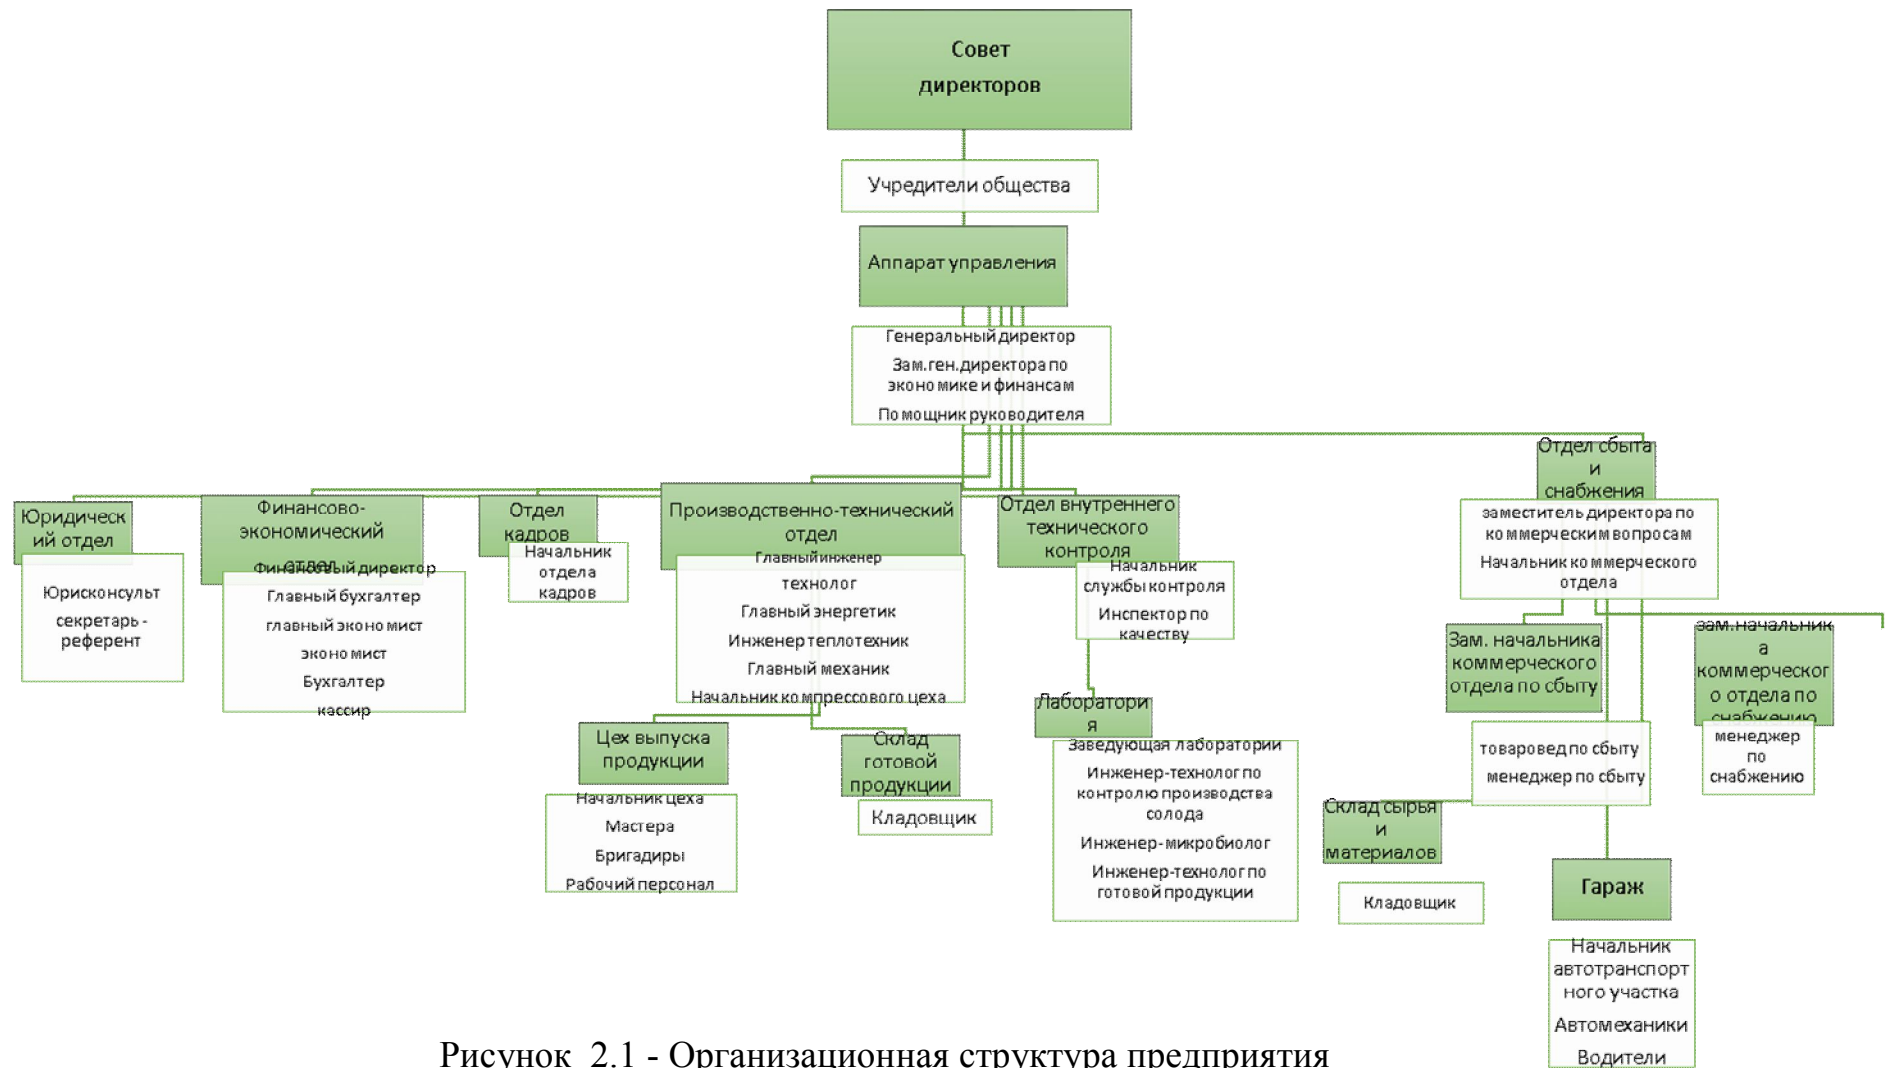 Совет
директоров
Учредители общества
Аппарат управления
Генеральный директор
Зам.ген.директора по
экономике и финансам
Помощник руководителя
Юридическ
ий отдел
Юрисконсульт
секретарь -
референт
Финансово-
экономический
отдел
Финансовый директор
Главный бухгалтер
главный экономист
экономист
Бухгалтер
кассир
Отдел
кадров
Начальник
отдела
кадров
Производственно-технический
отдел
Главный инженер
технолог
Главный энергетик
Инженер теплотехник
Главный механик
Начальник компрессового цеха
Цех выпуска
продукции
Начальник цеха
Мастера
Бригадиры
Рабочий персонал
Склад
готовой
продукции
Кладовщик
Отдел внутреннего
технического
контроля
Начальник
службы контроля
Инспектор по
качеству
Лаборатори
я
Заведующая лаборатории
Инженер-технолог по
контролю производства
солода
Инженер-микробиолог
Инженер-технолог по
готовой продукции
Отдел сбыта
и
снабжения
заместитель директора по
коммерческим вопросам
Начальник коммерческого
отдела
Зам. начальника
коммерческого
отдела по сбыту
товаровед по сбыту
менеджер по сбыту
зам.начальник
а
коммерческог
о отдела по
снабжению
менеджер
по
снабжению
Склад сырья
и
материалов
Кладовщик
Гараж
Начальник
автотранспорт
ного участка
Автомеханики
Водители
Рисунок 2.1 - Организационная структура предприятия